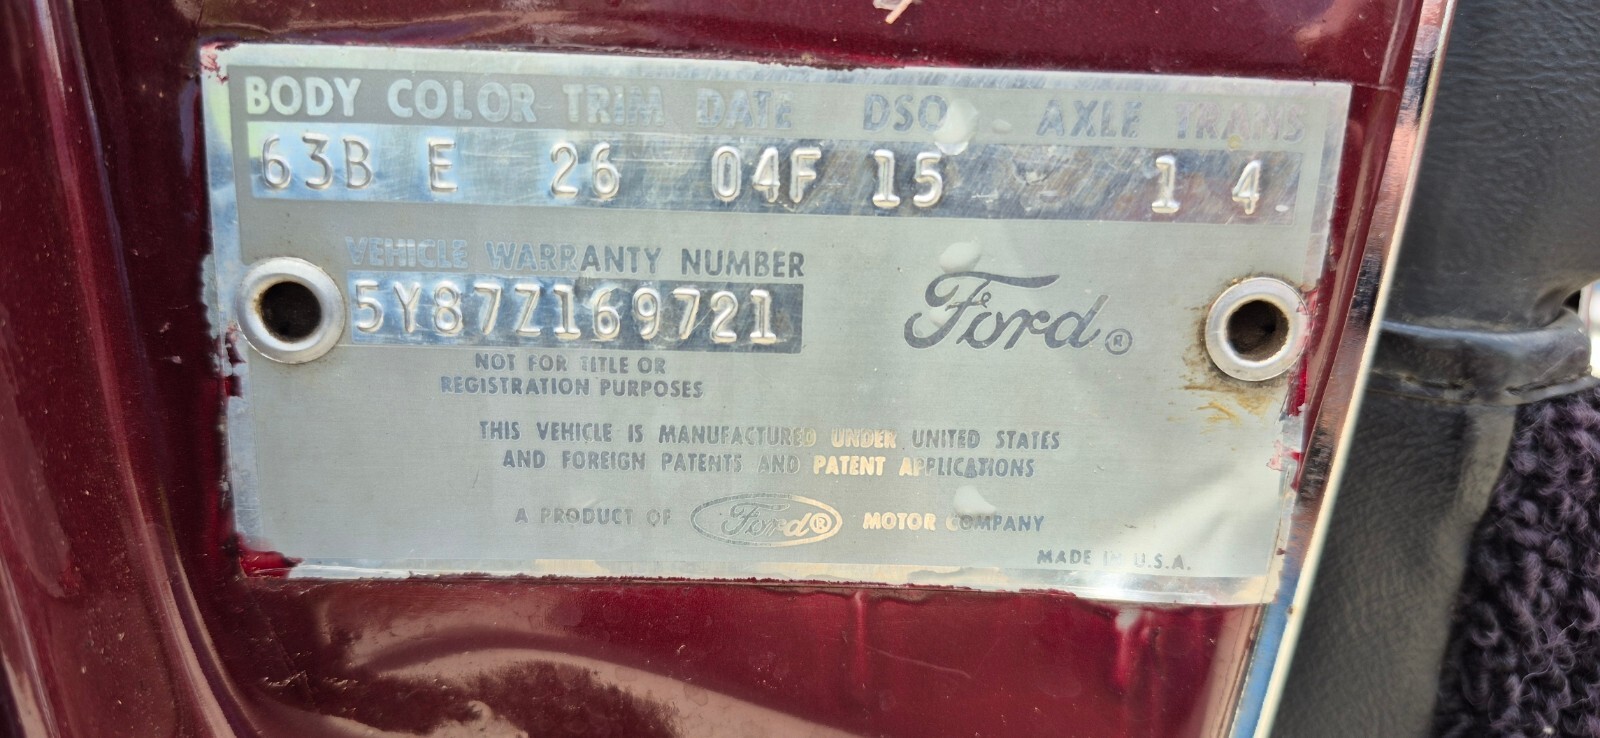 BODY COLOR TRIM DATE DSO AXLE TRANS
63B E 26 04F 15 1 4
VEHICLE WARRANTY NUMBER
5Y87Z169721
Ford®
NOT FOR TITLE OR
REGISTRATION PURPOSES
THIS VEHICLE IS MANUFACTURED UNDER UNITED STATES
AND FOREIGN PATENTS AND PATENT APPLICATIONS
A PRODUCT OF Ford® MOTOR COMPANY
MADE IN U.S.A.